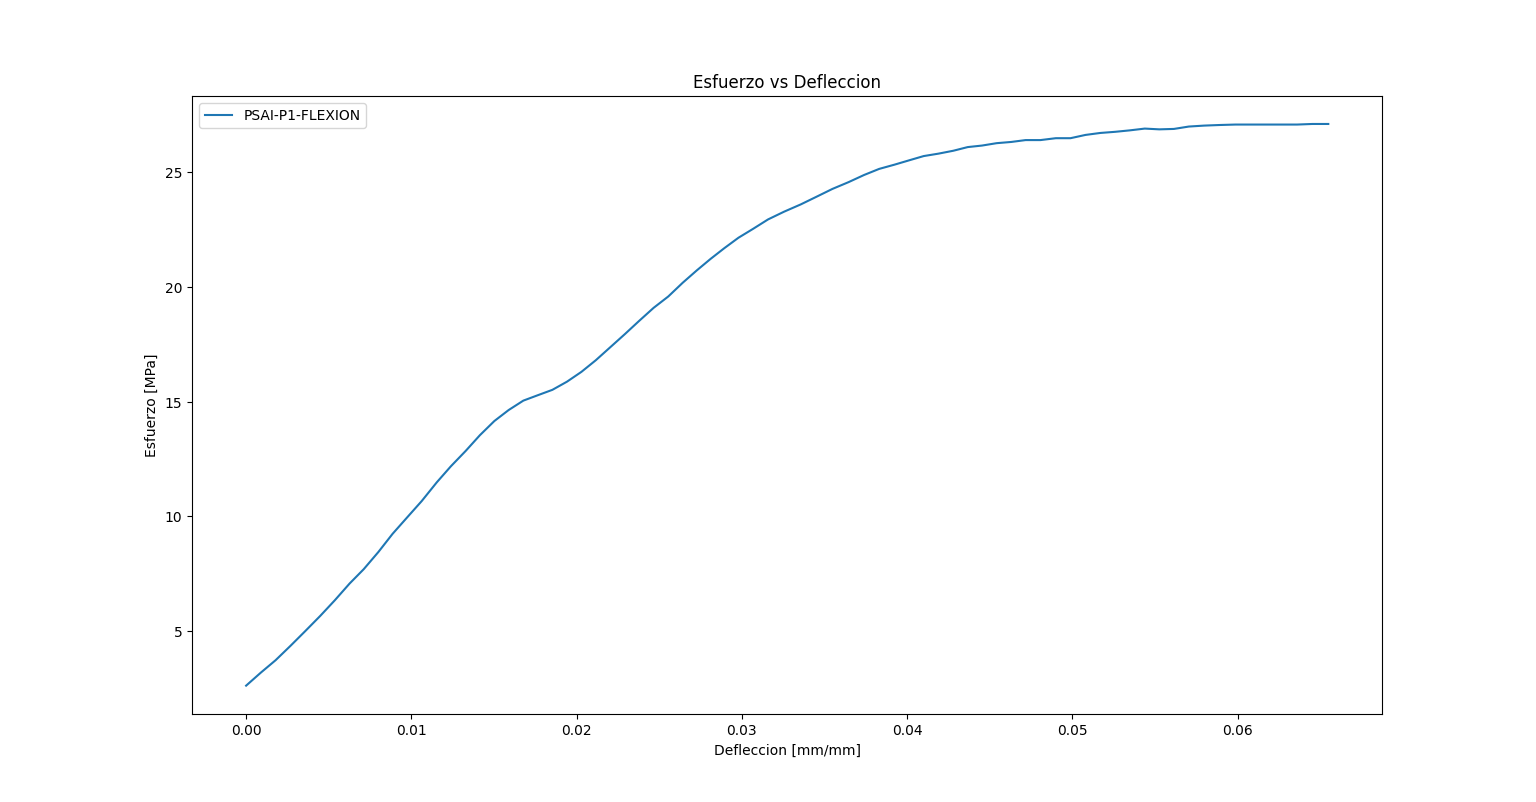 Esfuerzo vs Defleccion
PSAI-P1-FLEXION
25
20
15
10
5
Esfuerzo [MPa]
0.00 0.01 0.02 0.03 0.04 0.05 0.06
Defleccion [mm/mm]